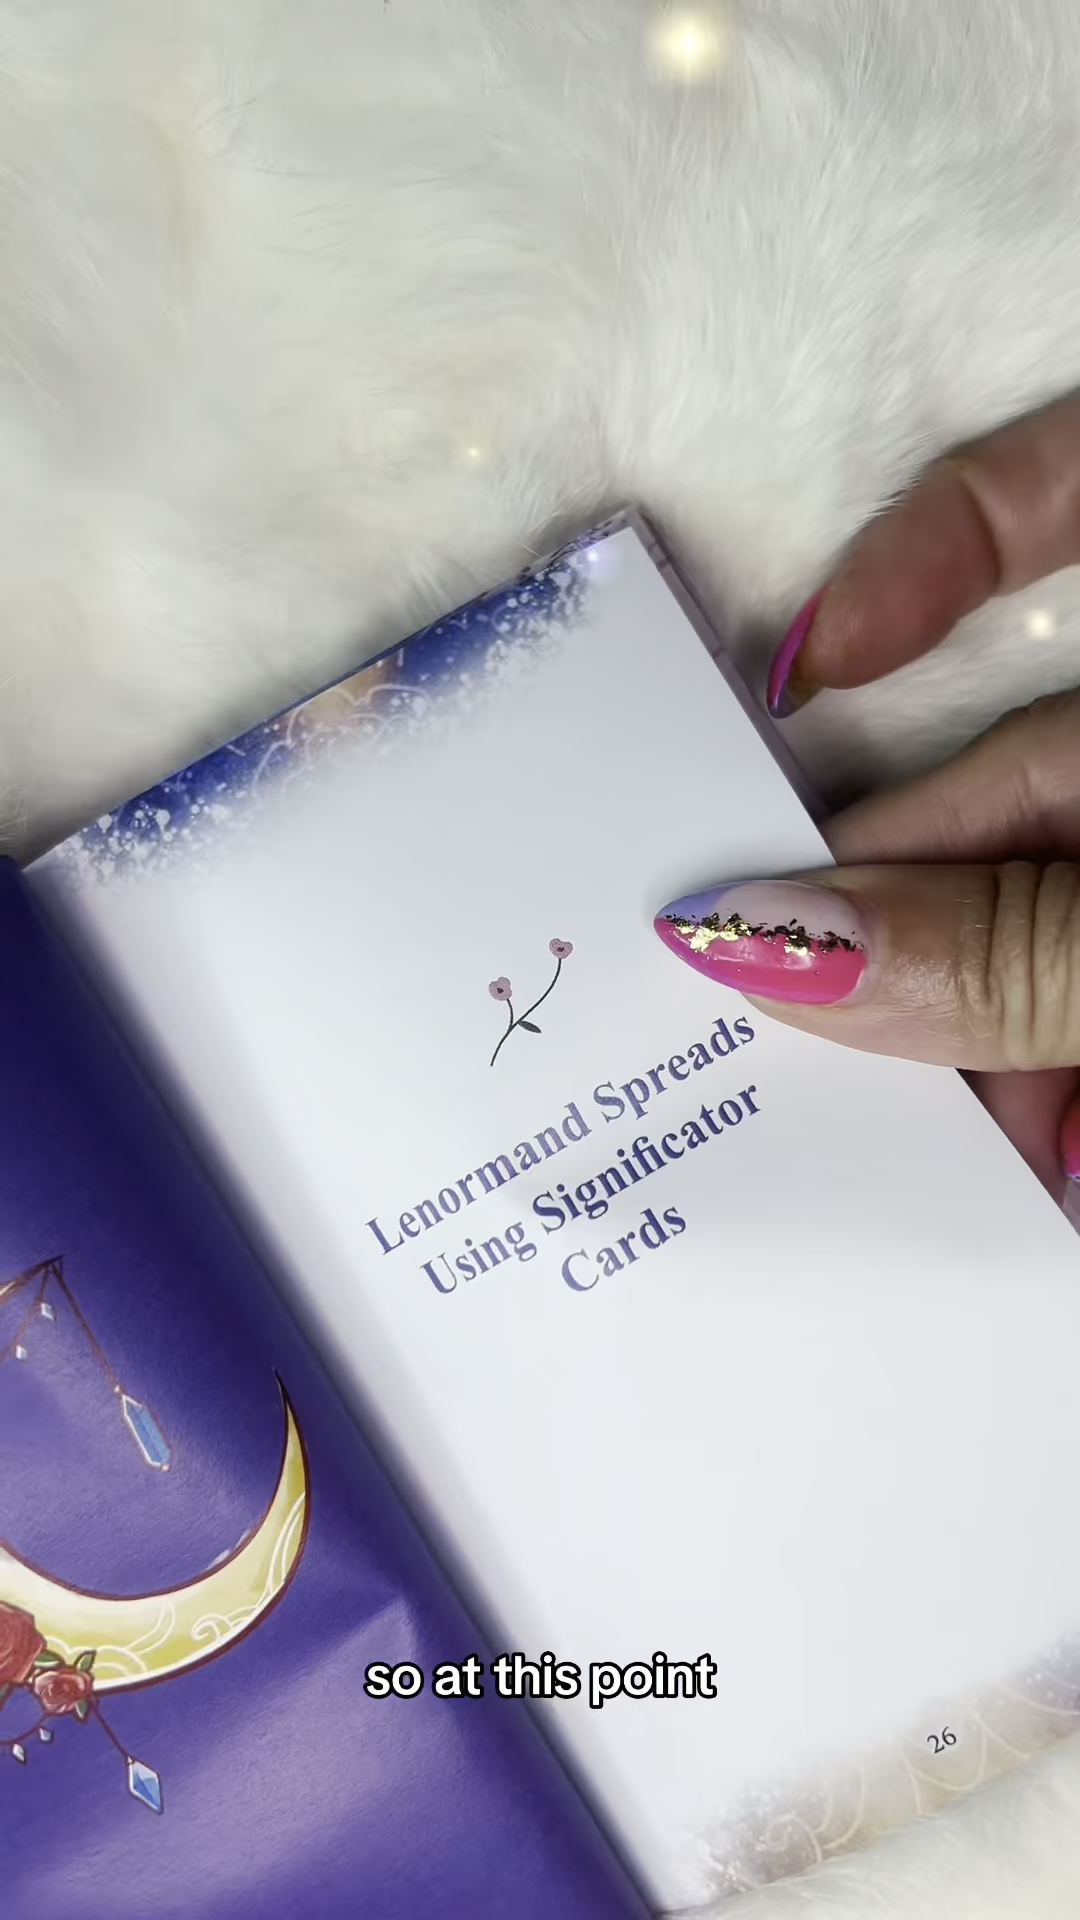 Lenormand Spreads
Using Significator
Cards
so at this point
26